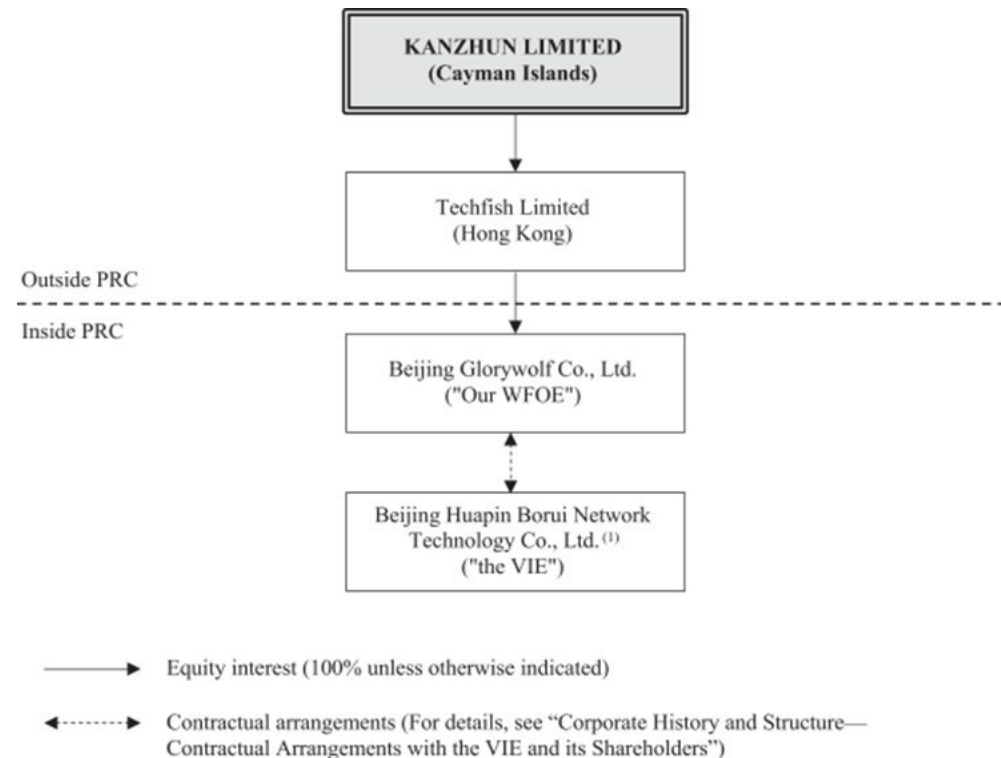 KANZHUN LIMITED
(Cayman Islands)
Techfish Limited
(Hong Kong)
Outside PRC
Inside PRC
Beijing Glorywolf Co., Ltd.
("Our WFOE")
Beijing Huapin Borui Network
Technology Co., Ltd.(1)
("the VIE")
Equity interest (100% unless otherwise indicated)
Contractual arrangements (For details, see “Corporate History and Structure—
Contractual Arrangements with the VIE and its Shareholders”)